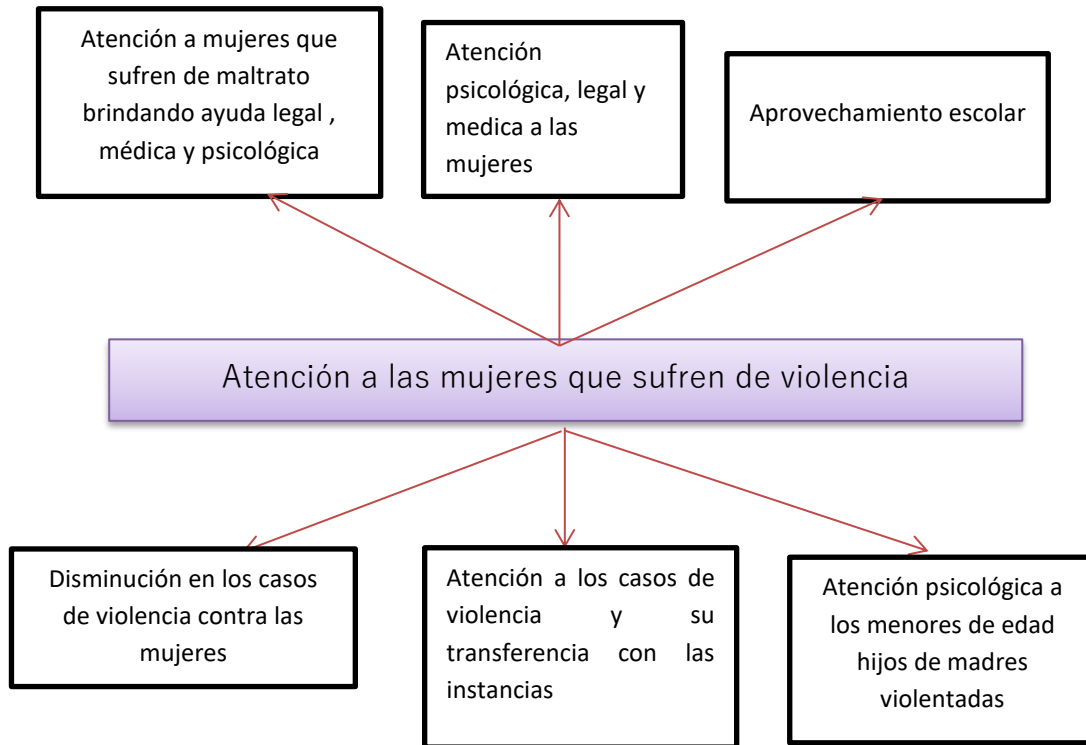 Atención a mujeres que
sufren de maltrato
brindando ayuda legal ,
médica y psicológica
Atención
psicológica, legal y
medica a las
mujeres
Aprovechamiento escolar
Atención a las mujeres que sufren de violencia
Disminución en los casos
de violencia contra las
mujeres
Atención a los casos de
violencia y su
transferencia con las
instancias
Atención psicológica a
los menores de edad
hijos de madres
violentadas